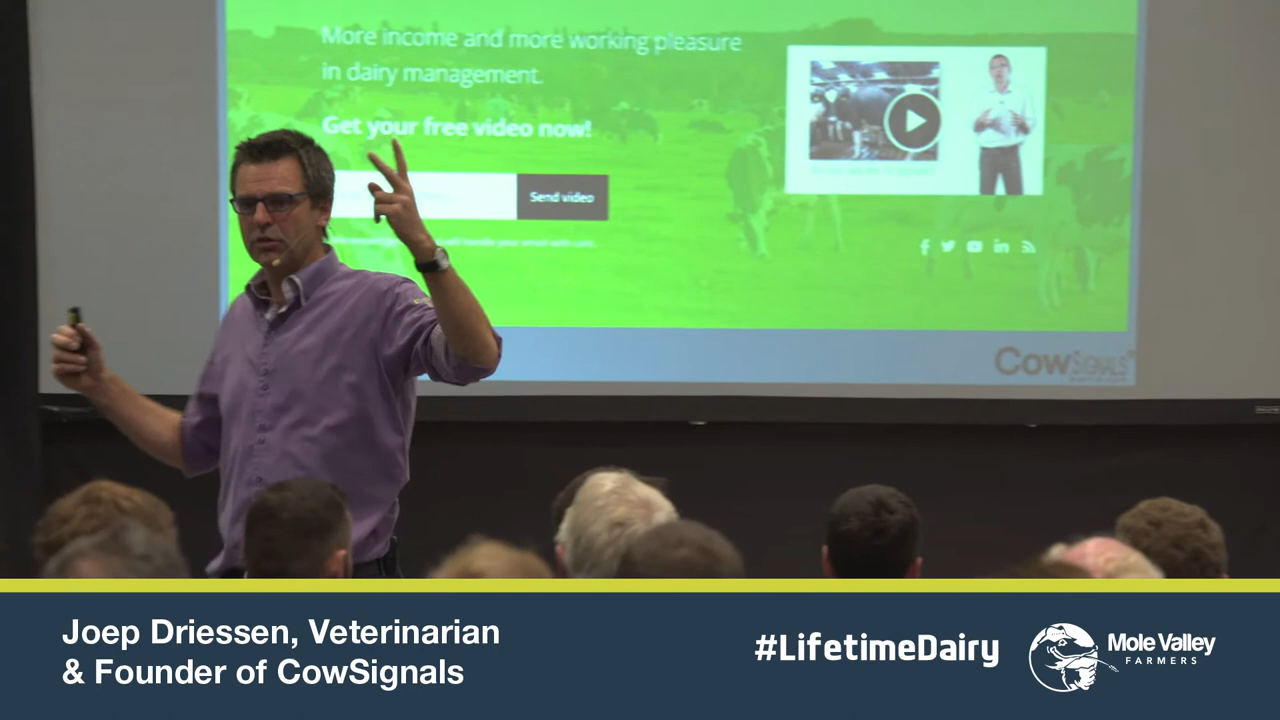 More income and more working pleasure
in dairy management.
Get your free video now!
Send video
CowSignals
Joep Driessen, Veterinarian
& Founder of CowSignals
#LifetimeDairy
Mole Valley
FARMERS